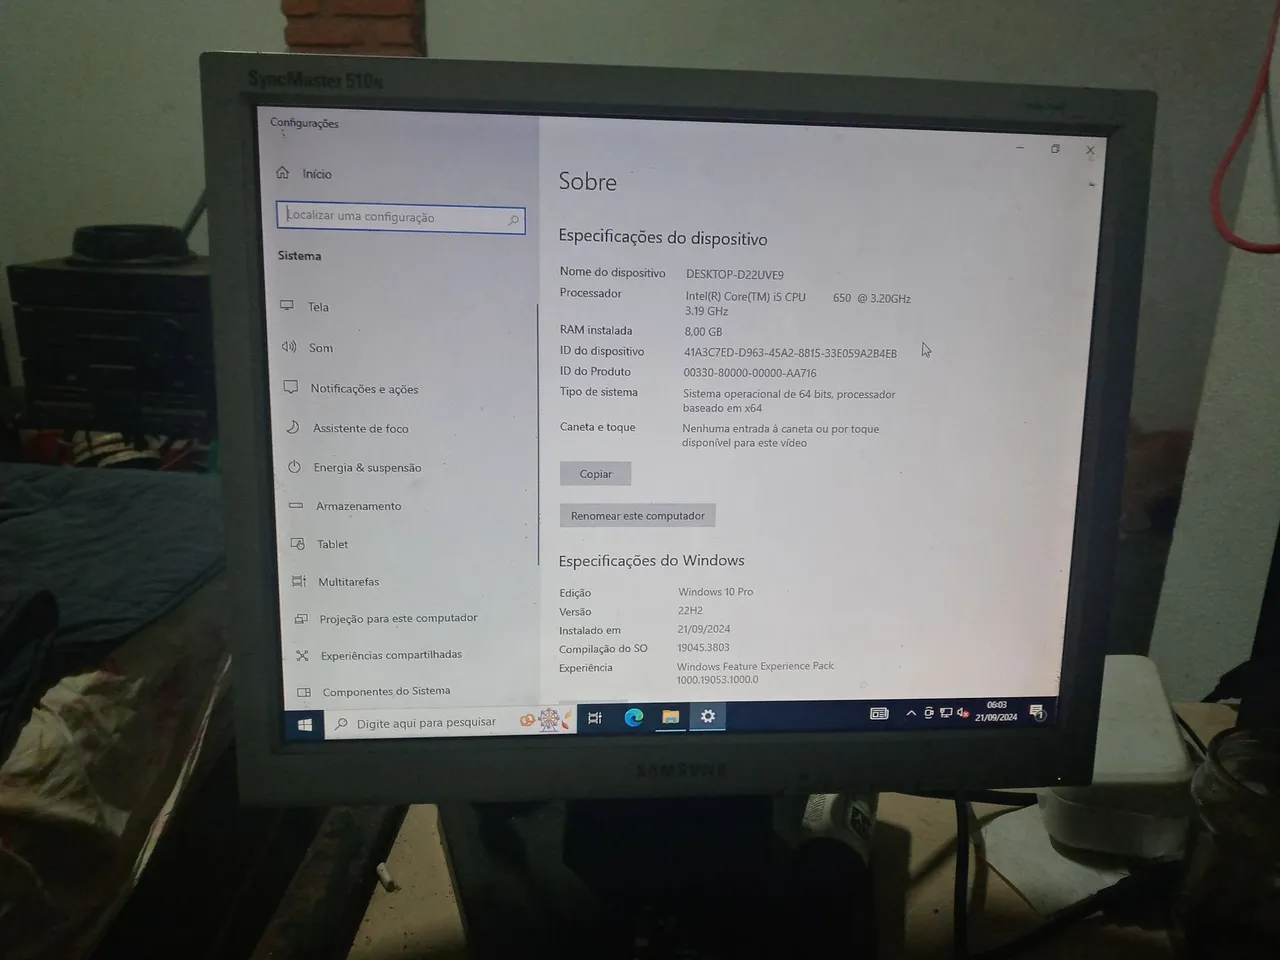 SyncMaster 510N
Configurações
Início
Localizar uma configuração
Sistema
Tela
Som
Notificações e ações
Assistente de foco
Energia & suspensão
Armazenamento
Tablet
Multitarefas
Projeção para este computador
Experiências compartilhadas
Componentes do Sistema
Sobre
Especificações do dispositivo
Nome do dispositivo DESKTOP-D22UVE9
Processador Intel(R) Core(TM) i5 CPU 650 @ 3.20GHz
3.19 GHz
RAM instalada 8,00 GB
ID do dispositivo 41A3C7ED-D963-45A2-8815-33E059A2B4EB
ID do Produto 00330-80000-00000-AA716
Tipo de sistema Sistema operacional de 64 bits, processador
baseado em x64
Caneta e toque Nenhuma entrada à caneta ou por toque
disponível para este vídeo
Copiar
Renomear este computador
Especificações do Windows
Edição Windows 10 Pro
Versão 22H2
Instalado em 21/09/2024
Compilação do SO 19045.3803
Experiência Windows Feature Experience Pack
1000.19053.1000.0
Digite aqui para pesquisar
06:03
21/09/2024
1
SAMSUNG